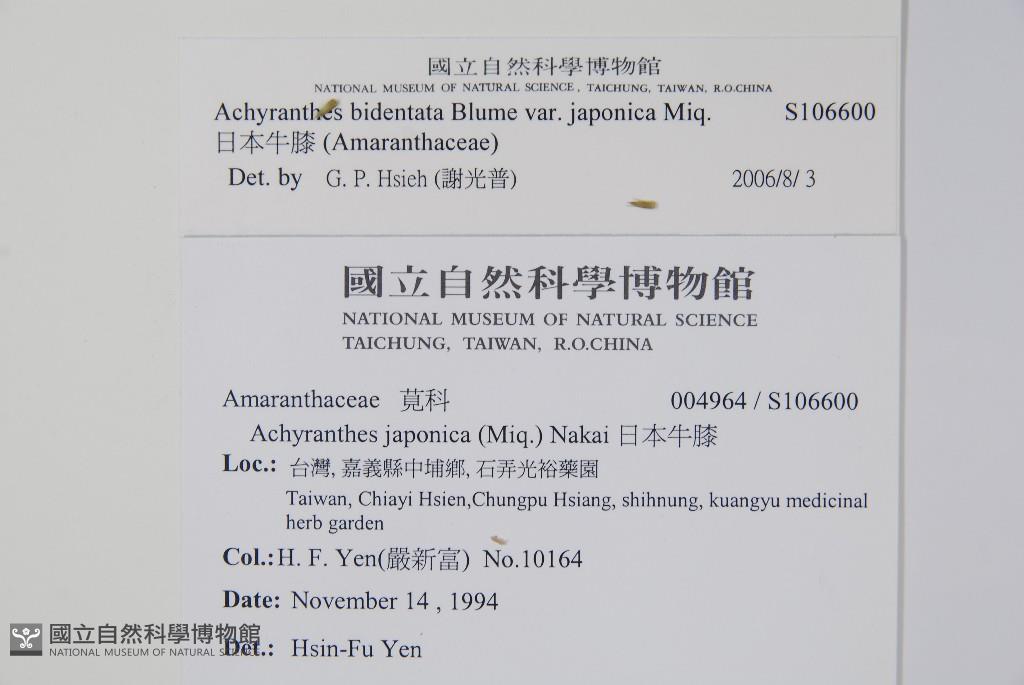 國立自然科學博物館
NATIONAL MUSEUM OF NATURAL SCIENCE, TAICHUNG, TAIWAN, R.O.CHINA
Achyranthes bidentata Blume var. japonica Miq. S106600
日本牛膝 (Amaranthaceae)
Det. by G. P. Hsieh (謝光普) 2006/8/ 3
國立自然科學博物館
NATIONAL MUSEUM OF NATURAL SCIENCE
TAICHUNG, TAIWAN, R.O.CHINA
Amaranthaceae 莧科 004964 / S106600
Achyranthes japonica (Miq.) Nakai 日本牛膝
Loc.: 台灣, 嘉義縣中埔鄉, 石弄光裕藥園
Taiwan, Chiayi Hsien,Chungpu Hsiang, shihnung, kuangyu medicinal
herb garden
Col.: H. F. Yen(嚴新富) No.10164
Date: November 14 , 1994
Det.: Hsin-Fu Yen
國立自然科學博物館
NATIONAL MUSEUM OF NATURAL SCIENCE